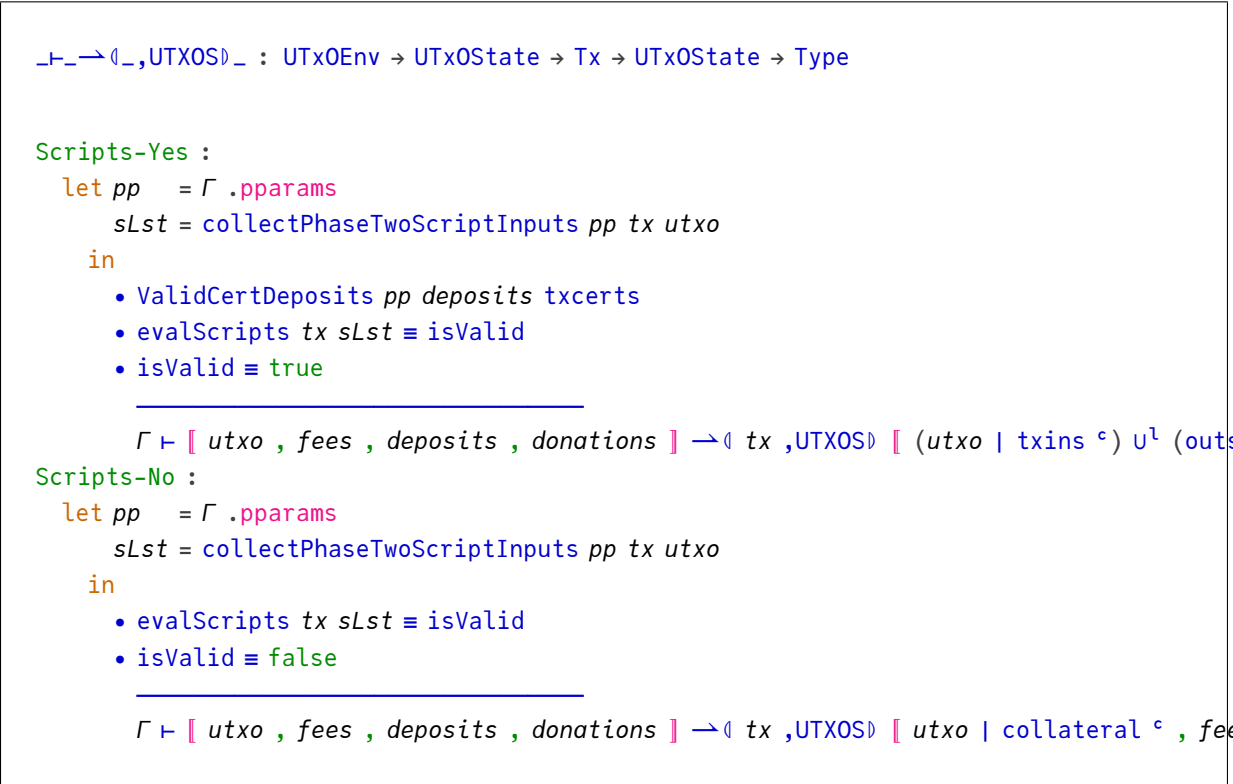 _⊢_⇀⦇_,UTXOS⦈_ : UTxOEnv → UTxOState → Tx → UTxOState → Type
Scripts-Yes :
let pp = Γ .pparams
sLst = collectPhaseTwoScriptInputs pp tx utxo
in
• ValidCertDeposits pp deposits txcerts
• evalScripts tx sLst ≡ isValid
• isValid ≡ true
Γ ⊢ ⟦ utxo , fees , deposits , donations ⟧ ⇀⦇ tx ,UTXOS⦈ ⟦ (utxo ∣ txins ᶜ) ∪ˡ (outs
Scripts-No :
let pp = Γ .pparams
sLst = collectPhaseTwoScriptInputs pp tx utxo
in
• evalScripts tx sLst ≡ isValid
• isValid ≡ false
Γ ⊢ ⟦ utxo , fees , deposits , donations ⟧ ⇀⦇ tx ,UTXOS⦈ ⟦ utxo ∣ collateral ᶜ ,